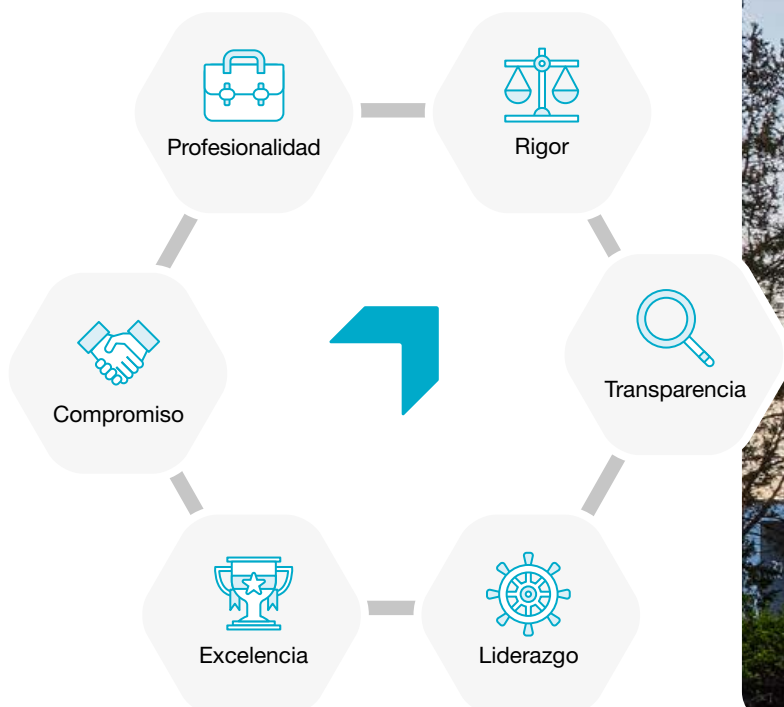 Profesionalidad
Rigor
Compromiso
Transparencia
Excelencia
Liderazgo